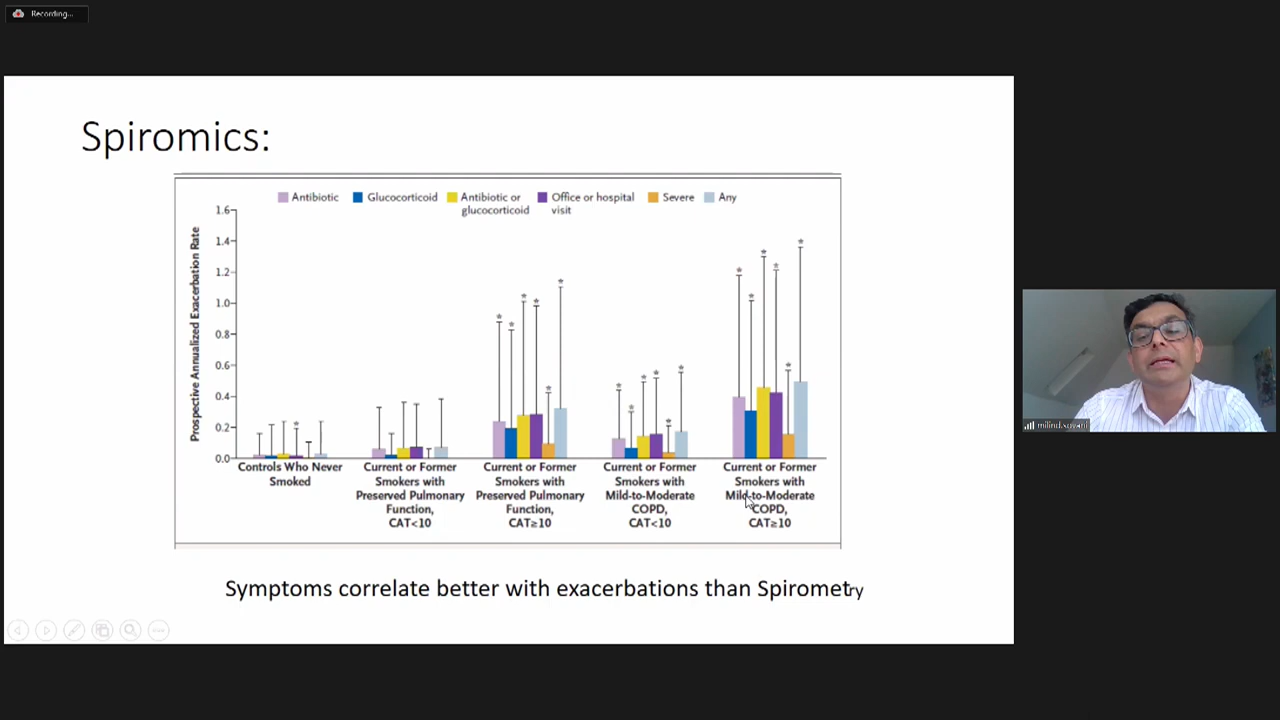 Recording...
Spiromics:
Antibiotic
Glucocorticoid
Antibiotic or
glucocorticoid
Office or hospital
visit
Severe
Any
Prospective Annualized Exacerbation Rate
1.6
1.4
1.2
1.0
0.8
0.6
0.4
0.2
0.0
Controls Who Never
Smoked
Current or Former
Smokers with
Preserved Pulmonary
Function,
CAT<10
Current or Former
Smokers with
Preserved Pulmonary
Function,
CAT≥10
Current or Former
Smokers with
Mild-to-Moderate
COPD,
CAT<10
Current or Former
Smokers with
Mild-to-Moderate
COPD,
CAT≥10
Symptoms correlate better with exacerbations than Spirometry
milind.sovani